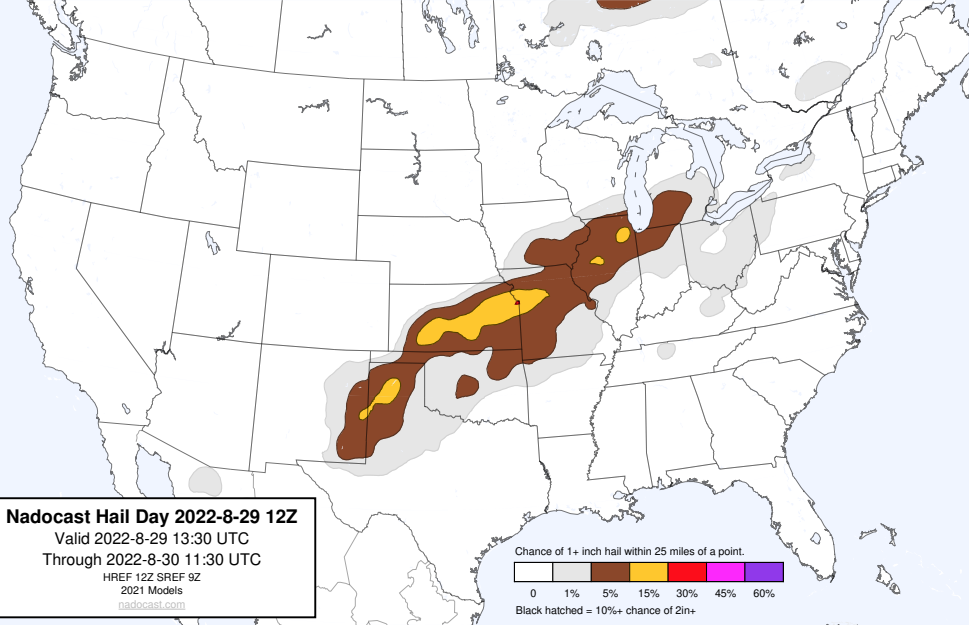 Nadocast Hail Day 2022-8-29 12Z
Valid 2022-8-29 13:30 UTC
Through 2022-8-30 11:30 UTC
HREF 12Z SREF 9Z
2021 Models
nadocast.com
Chance of 1+ inch hail within 25 miles of a point.
0 1% 5% 15% 30% 45% 60%
Black hatched = 10%+ chance of 2in+